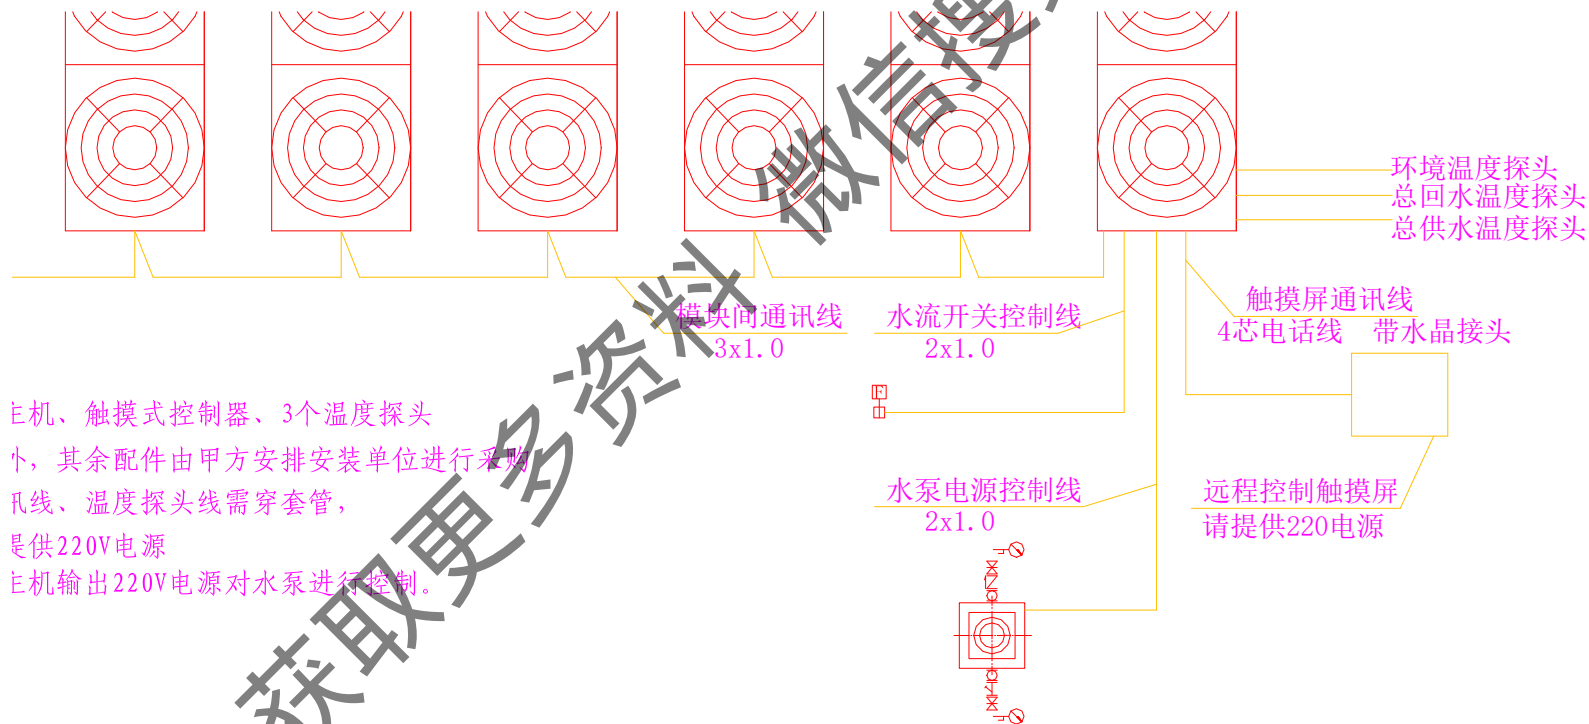 环境温度探头
总回水温度探头
总供水温度探头
触摸屏通讯线
4芯电话线 带水晶接头
模块间通讯线
3x1.0
水流开关控制线
2x1.0
F
主机、触摸式控制器、3个温度探头
外，其余配件由甲方安排安装单位进行采购
讯线、温度探头线需穿套管，
提供220V电源
主机输出220V电源对水泵进行控制。
水泵电源控制线
2x1.0
远程控制触摸屏
请提供220电源
获取更多资料 微信搜